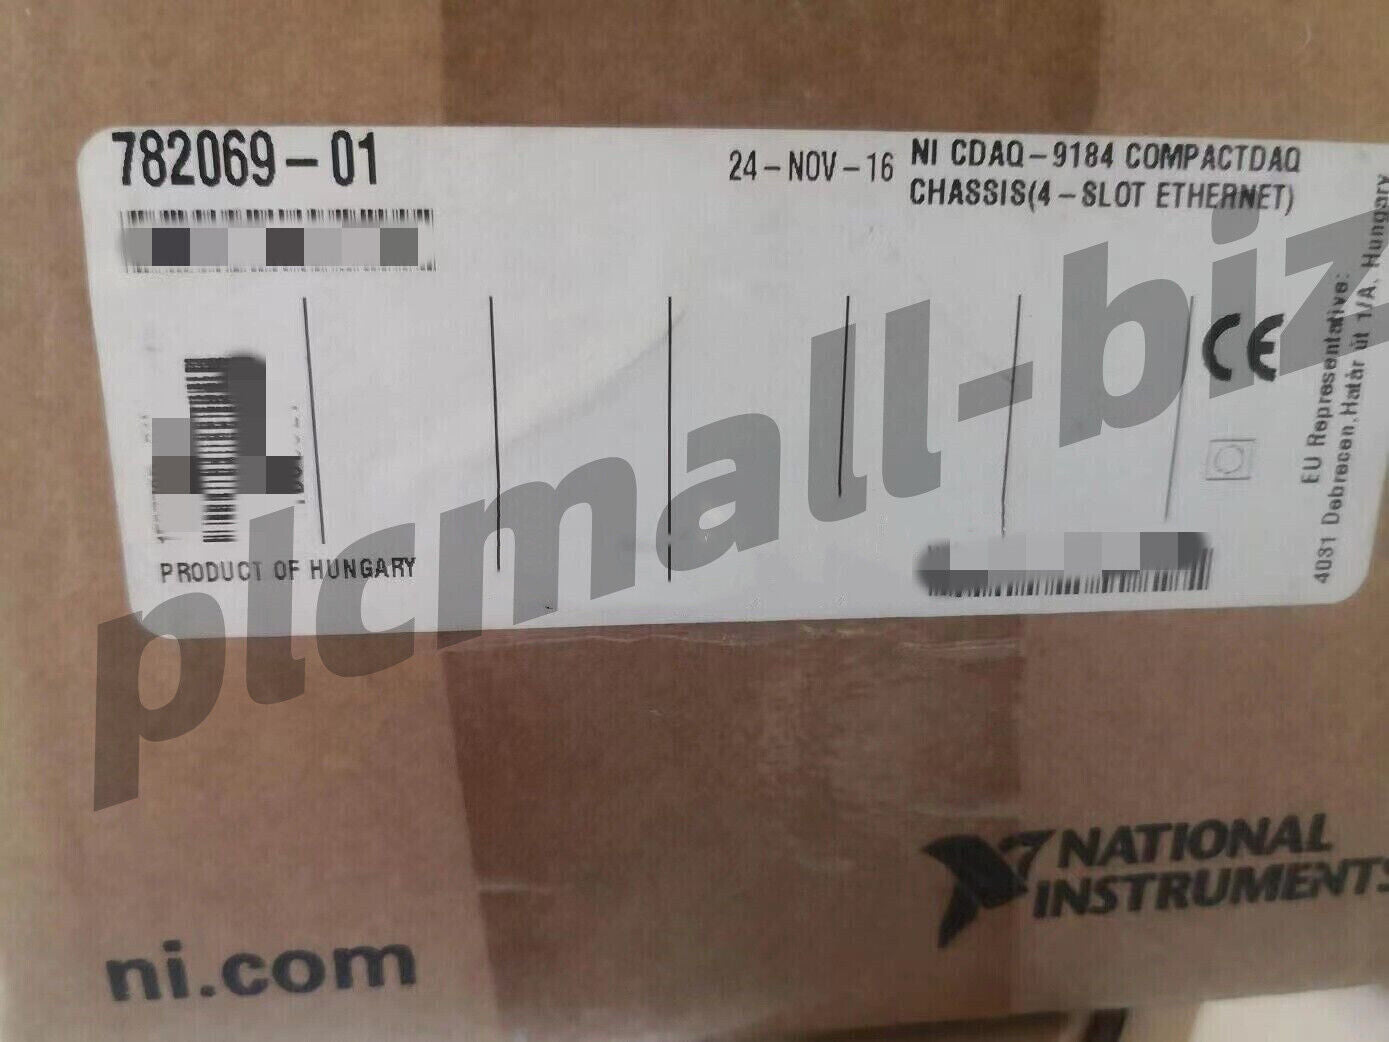 782069-01
24-NOV-16
NI CDAQ-9184 COMPACTDAQ
CHASSIS(4-SLOT ETHERNET)
PRODUCT OF HUNGARY
CE
EU Representative:
4031 Debrecen,Határ út 1/A, Hungary
plcmall-biz
NATIONAL
INSTRUMENTS
ni.com